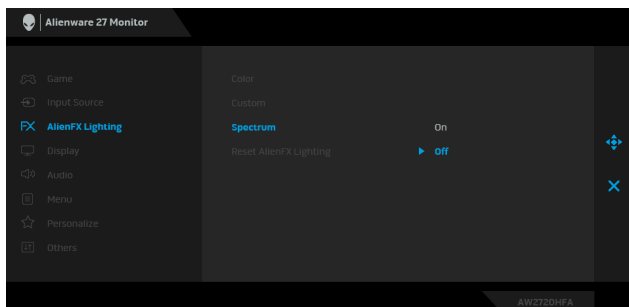 Alienware 27 Monitor
Game
Color
Input Source
Custom
FX AlienFX Lighting
Spectrum
On
Display
Reset AlienFX Lighting
Off
Audio
Menu
Personalize
Others
AW2720HFA